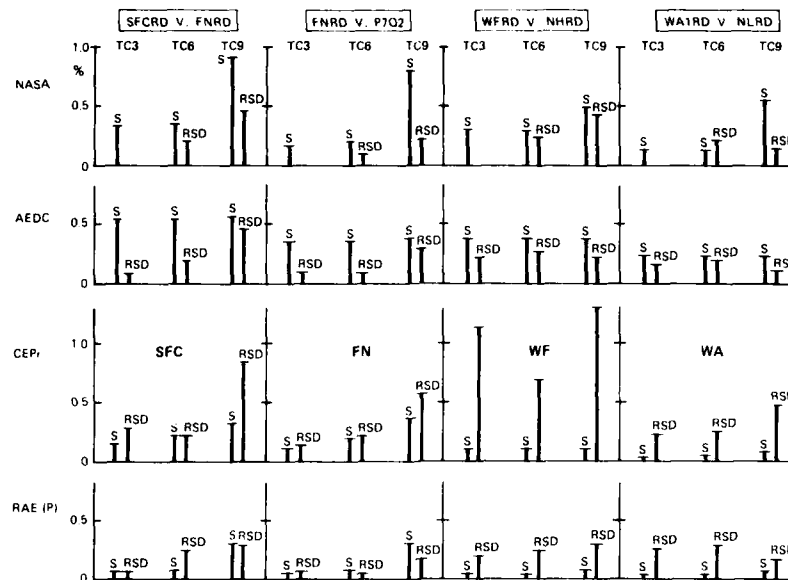 SFCRD V. FNRD FNRD V. P7Q2 WFRD V NHRD WA1RD V NLRD
TC3 TC6 TC9 TC3 TC6 TC9 TC3 TC6 TC9 TC3 TC6 TC9
NASA
1.0
%
0.5
0
S S RSD S RSD
S S RSD S RSD
S S RSD S RSD
S S RSD S RSD
AEDC
0.5
0
S RSD S RSD S RSD
S RSD S RSD S RSD
S RSD S RSD S RSD
S RSD S RSD S RSD
CEPr
1.0
0.5
0
SFC FN WF WA
S RSD S RSD S RSD
S RSD S RSD S RSD
S RSD S RSD S RSD
S RSD S RSD S RSD
RAE (P)
0.5
0
S RSD S RSD S RSD
S RSD S RSD S RSD
S RSD S RSD S RSD
S RSD S RSD S RSD